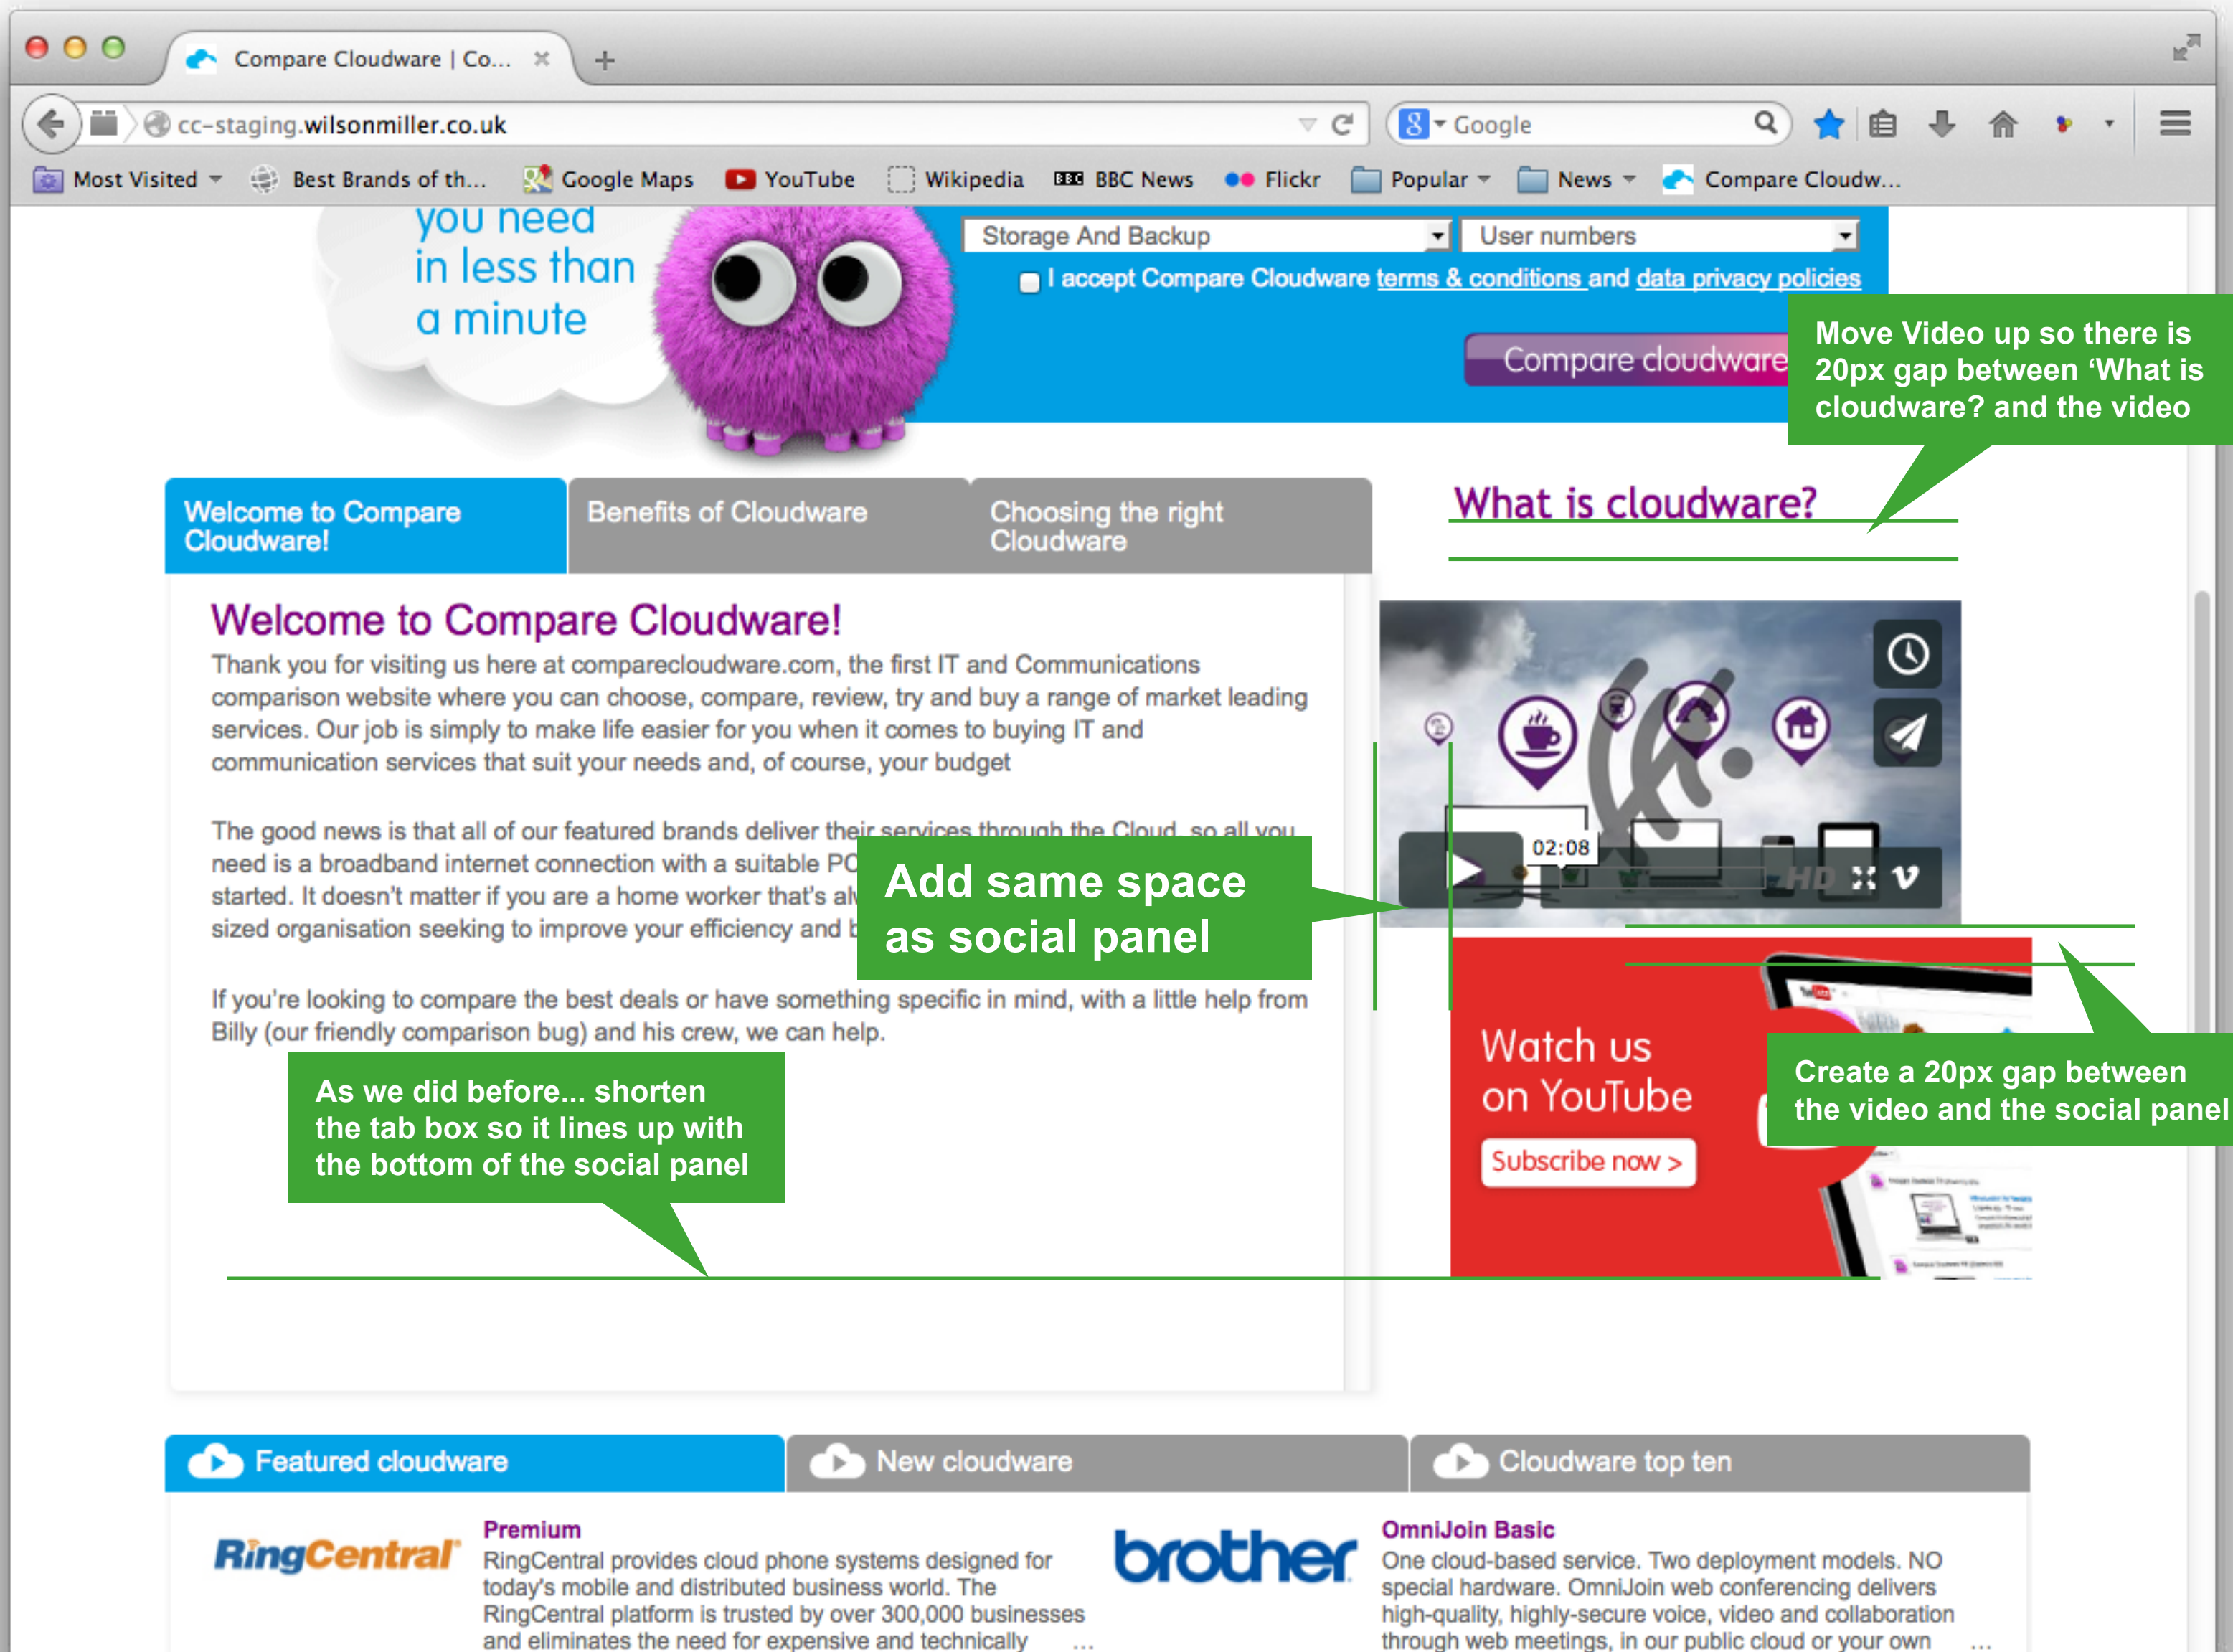 Compare Cloudware | Co...
cc-staging.wilsonmiller.co.uk
Google
Most Visited
Best Brands of th...
Google Maps
YouTube
Wikipedia
BBC BBC News
Flickr
Popular
News
Compare Cloudw...
you need
in less than
a minute
Storage And Backup
User numbers
I accept Compare Cloudware terms & conditions and data privacy policies
Compare cloudware
Move Video up so there is
20px gap between ‘What is
cloudware? and the video
Welcome to Compare
Cloudware!
Benefits of Cloudware
Choosing the right
Cloudware
What is cloudware?
Welcome to Compare Cloudware!
Thank you for visiting us here at comparecloudware.com, the first IT and Communications
comparison website where you can choose, compare, review, try and buy a range of market leading
services. Our job is simply to make life easier for you when it comes to buying IT and
communication services that suit your needs and, of course, your budget
The good news is that all of our featured brands deliver their services through the Cloud, so all you
need is a broadband internet connection with a suitable PC
started. It doesn't matter if you are a home worker that's
sized organisation seeking to improve your efficiency and
If you're looking to compare the best deals or have something specific in mind, with a little help from
Billy (our friendly comparison bug) and his crew, we can help.
02:08
HD
Add same space
as social panel
Watch us
on YouTube
Subscribe now >
Create a 20px gap between
the video and the social panel
As we did before... shorten
the tab box so it lines up with
the bottom of the social panel
Featured cloudware
New cloudware
Cloudware top ten
RingCentral
Premium
RingCentral provides cloud phone systems designed for
today's mobile and distributed business world. The
RingCentral platform is trusted by over 300,000 businesses
and eliminates the need for expensive and technically ...
brother
OmniJoin Basic
One cloud-based service. Two deployment models. NO
special hardware. OmniJoin web conferencing delivers
high-quality, highly-secure voice, video and collaboration
through web meetings, in our public cloud or your own ...